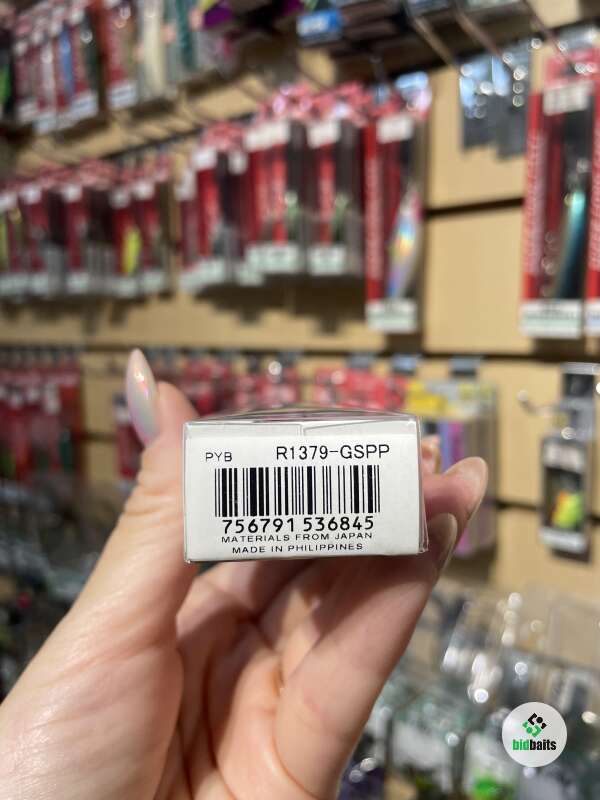 PYB R1379-GSPP
756791 536845
MATERIALS FROM JAPAN
MADE IN PHILIPPINES
bidbaits